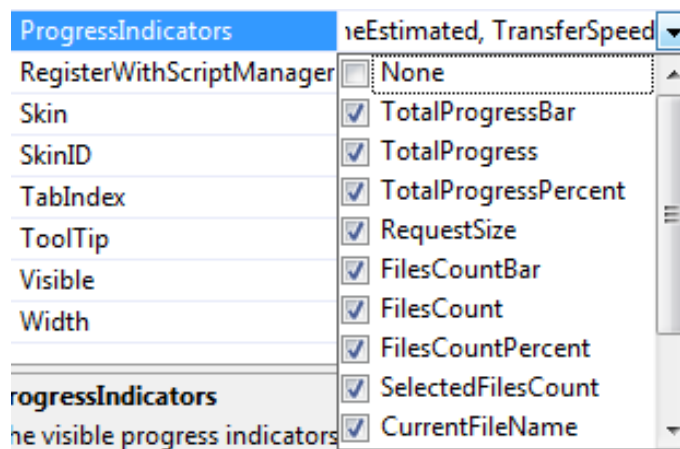 ProgressIndicators
neEstimated, TransferSpeed
RegisterWithScriptManager
None
Skin
TotalProgressBar
SkinID
TotalProgress
TabIndex
TotalProgressPercent
ToolTip
RequestSize
Visible
FilesCountBar
Width
FilesCount
FilesCountPercent
rogressIndicators
SelectedFilesCount
he visible progress indicators
CurrentFileName